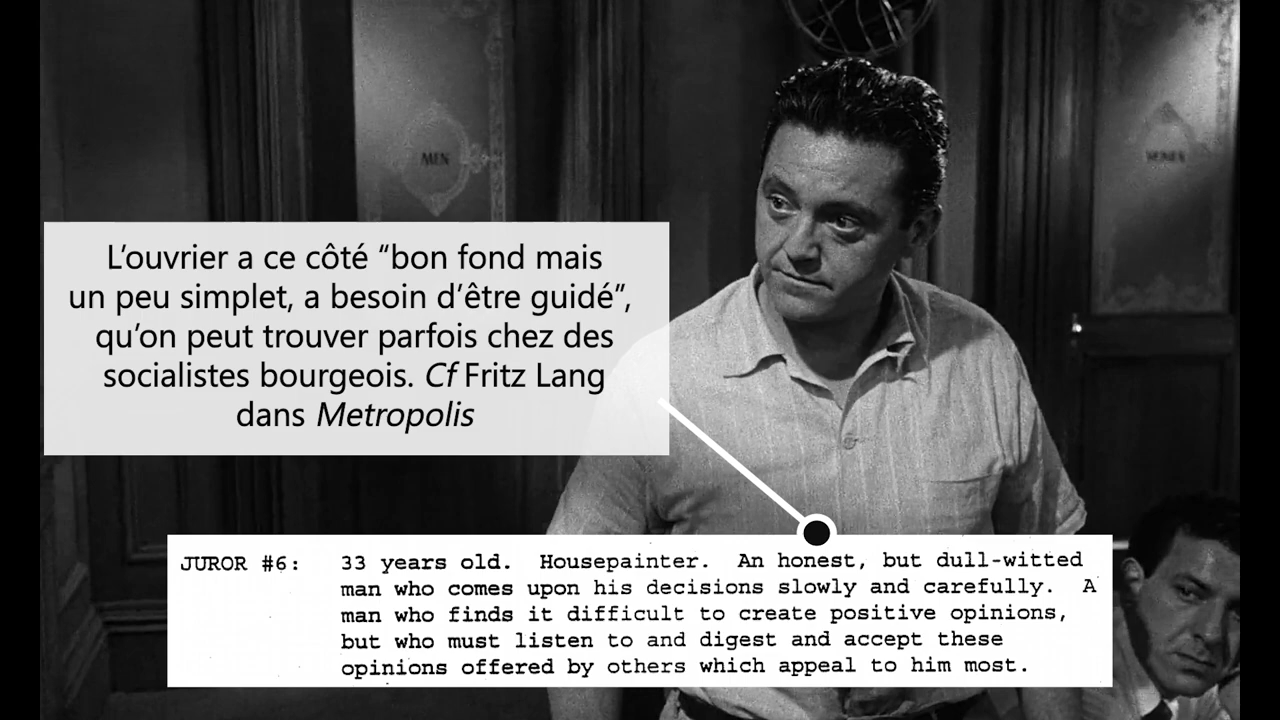 MEN
L’ouvrier a ce côté “bon fond mais
un peu simplet, a besoin d’être guidé”,
qu’on peut trouver parfois chez des
socialistes bourgeois. Cf Fritz Lang
dans Metropolis
JUROR #6: 33 years old. Housepainter. An honest, but dull-witted
man who comes upon his decisions slowly and carefully. A
man who finds it difficult to create positive opinions,
but who must listen to and digest and accept these
opinions offered by others which appeal to him most.